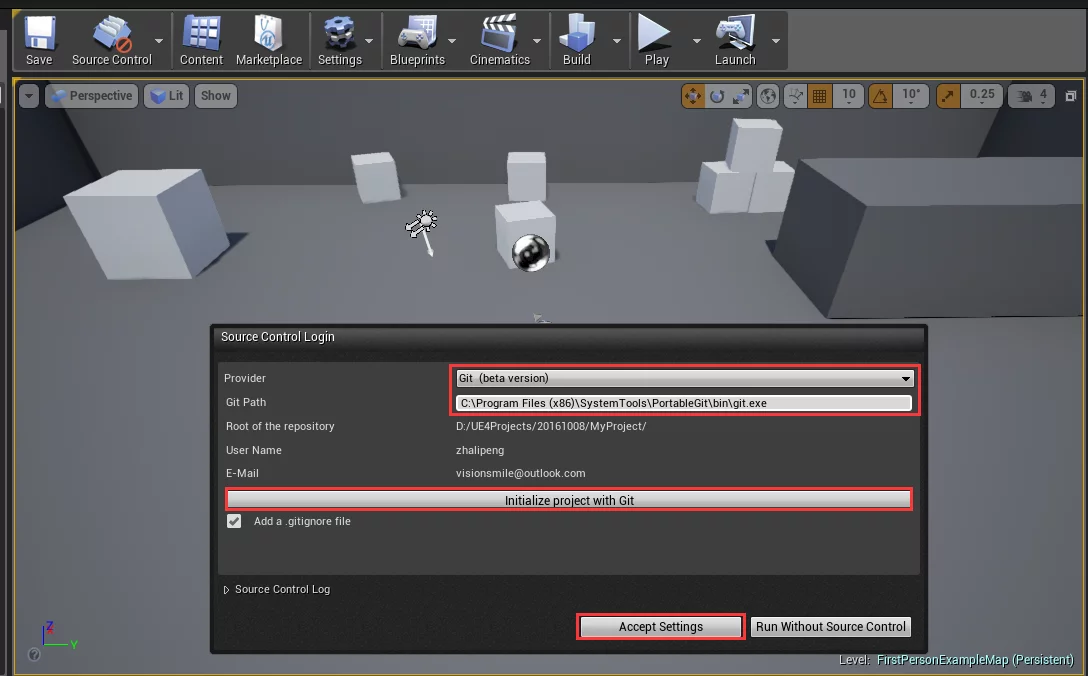 Save Source Control Content Marketplace Settings Blueprints Cinematics Build Play Launch
Perspective Lit Show 10 10° 0.25 4
Source Control Login
Provider Git (beta version)
Git Path C:\Program Files (x86)\SystemTools\PortableGit\bin\git.exe
Root of the repository D:/UE4Projects/20161008/MyProject/
User Name zhalipeng
E-Mail visionsmile@outlook.com
Initialize project with Git
Add a .gitignore file
Source Control Log
Accept Settings Run Without Source Control
Z
Y
Level: FirstPersonExampleMap (Persistent)